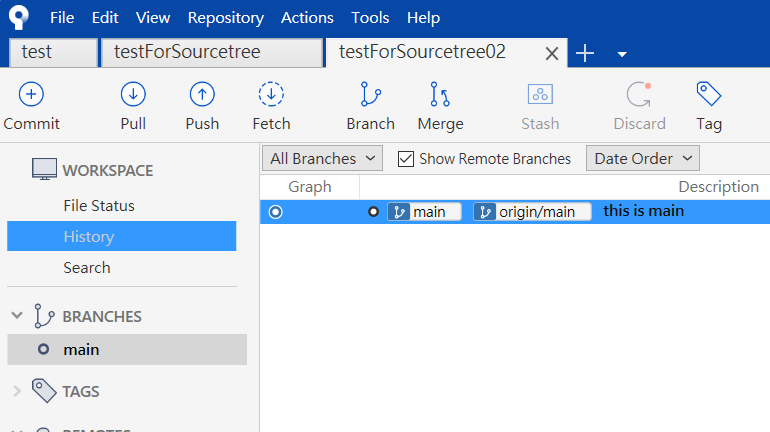 File Edit View Repository Actions Tools Help
test testForSourcetree testForSourcetree02
Commit Pull Push Fetch Branch Merge Stash Discard Tag
All Branches Show Remote Branches Date Order
WORKSPACE
File Status
History
Search
BRANCHES
main
TAGS
REMOTES
Graph Description
main origin/main this is main